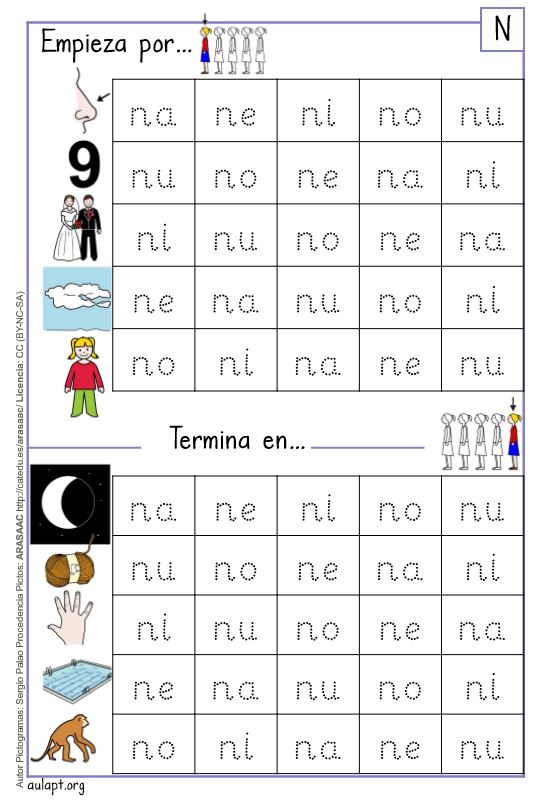 N
Empieza por...
na ne ni no nu
9
nu no ne na ni
ni nu no ne na
ne na nu no ni
no ni na ne nu
Termina en...
na ne ni no nu
nu no ne na ni
ni nu no ne na
ne na nu no ni
no ni na ne nu
Autor Pictogramas: Sergio Palao Procedencia Pictos: ARASAAC http://catedu.es/arasaac/ Licencia: CC (BY-NC-SA)
aulapt.org